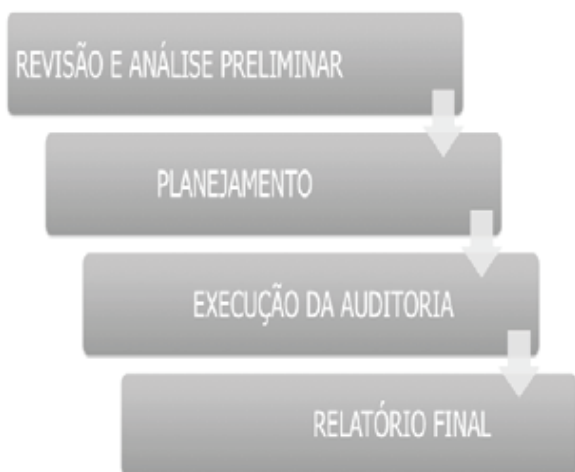 REVISÃO E ANÁLISE PRELIMINAR
PLANEJAMENTO
EXECUÇÃO DA AUDITORIA
RELATÓRIO FINAL